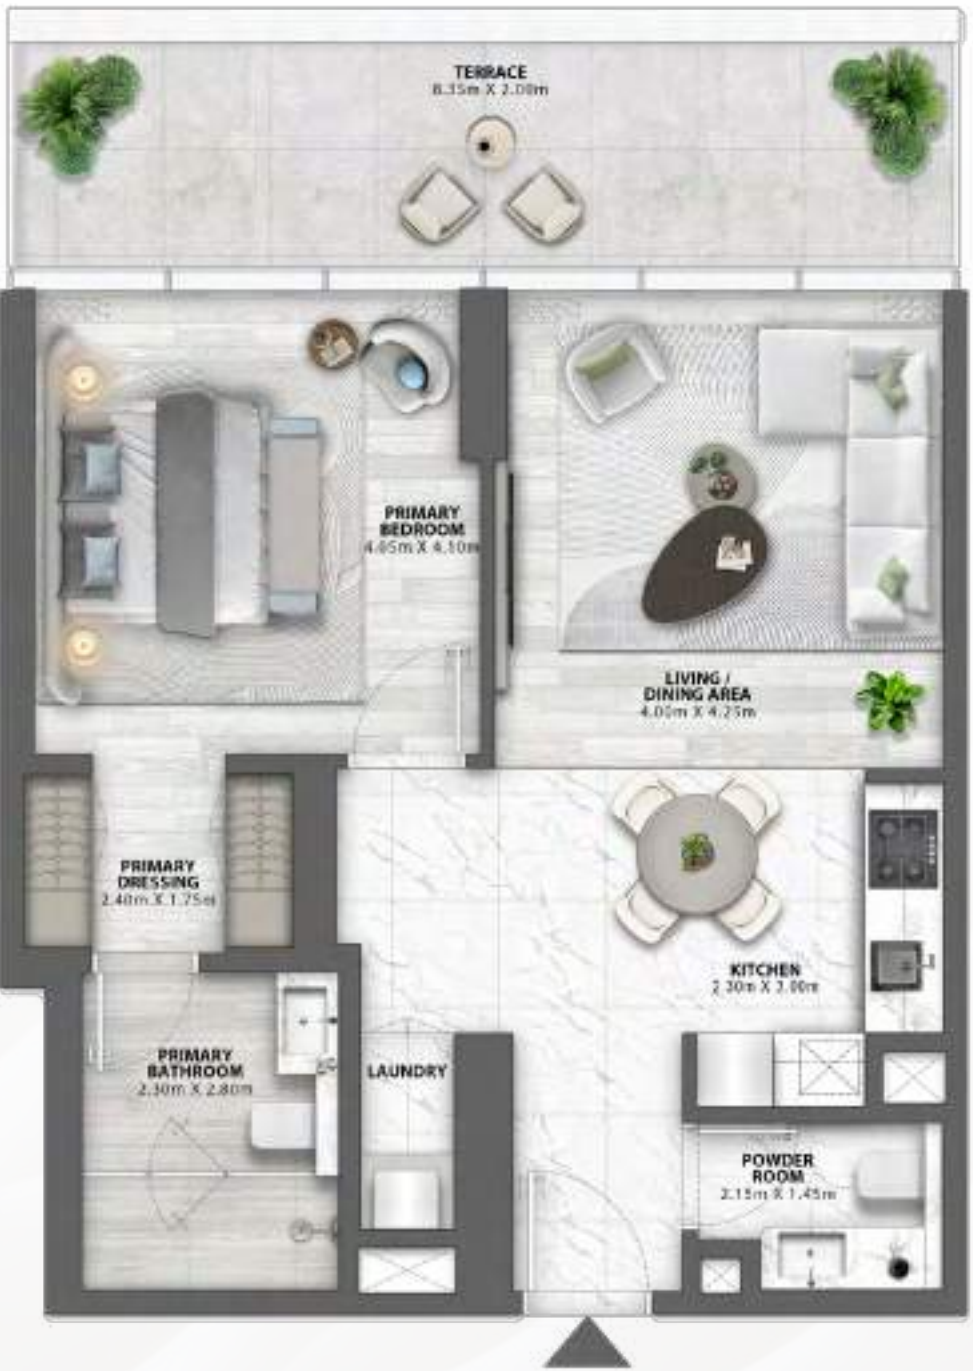 TERRACE
8.35m X 2.00m
PRIMARY
BEDROOM
4.05m X 4.10m
LIVING /
DINING AREA
4.00m X 4.25m
PRIMARY
DRESSING
2.40m X 1.75m
KITCHEN
2.30m X 3.00m
PRIMARY
BATHROOM
2.30m X 2.80m
LAUNDRY
POWDER
ROOM
2.15m X 1.45m